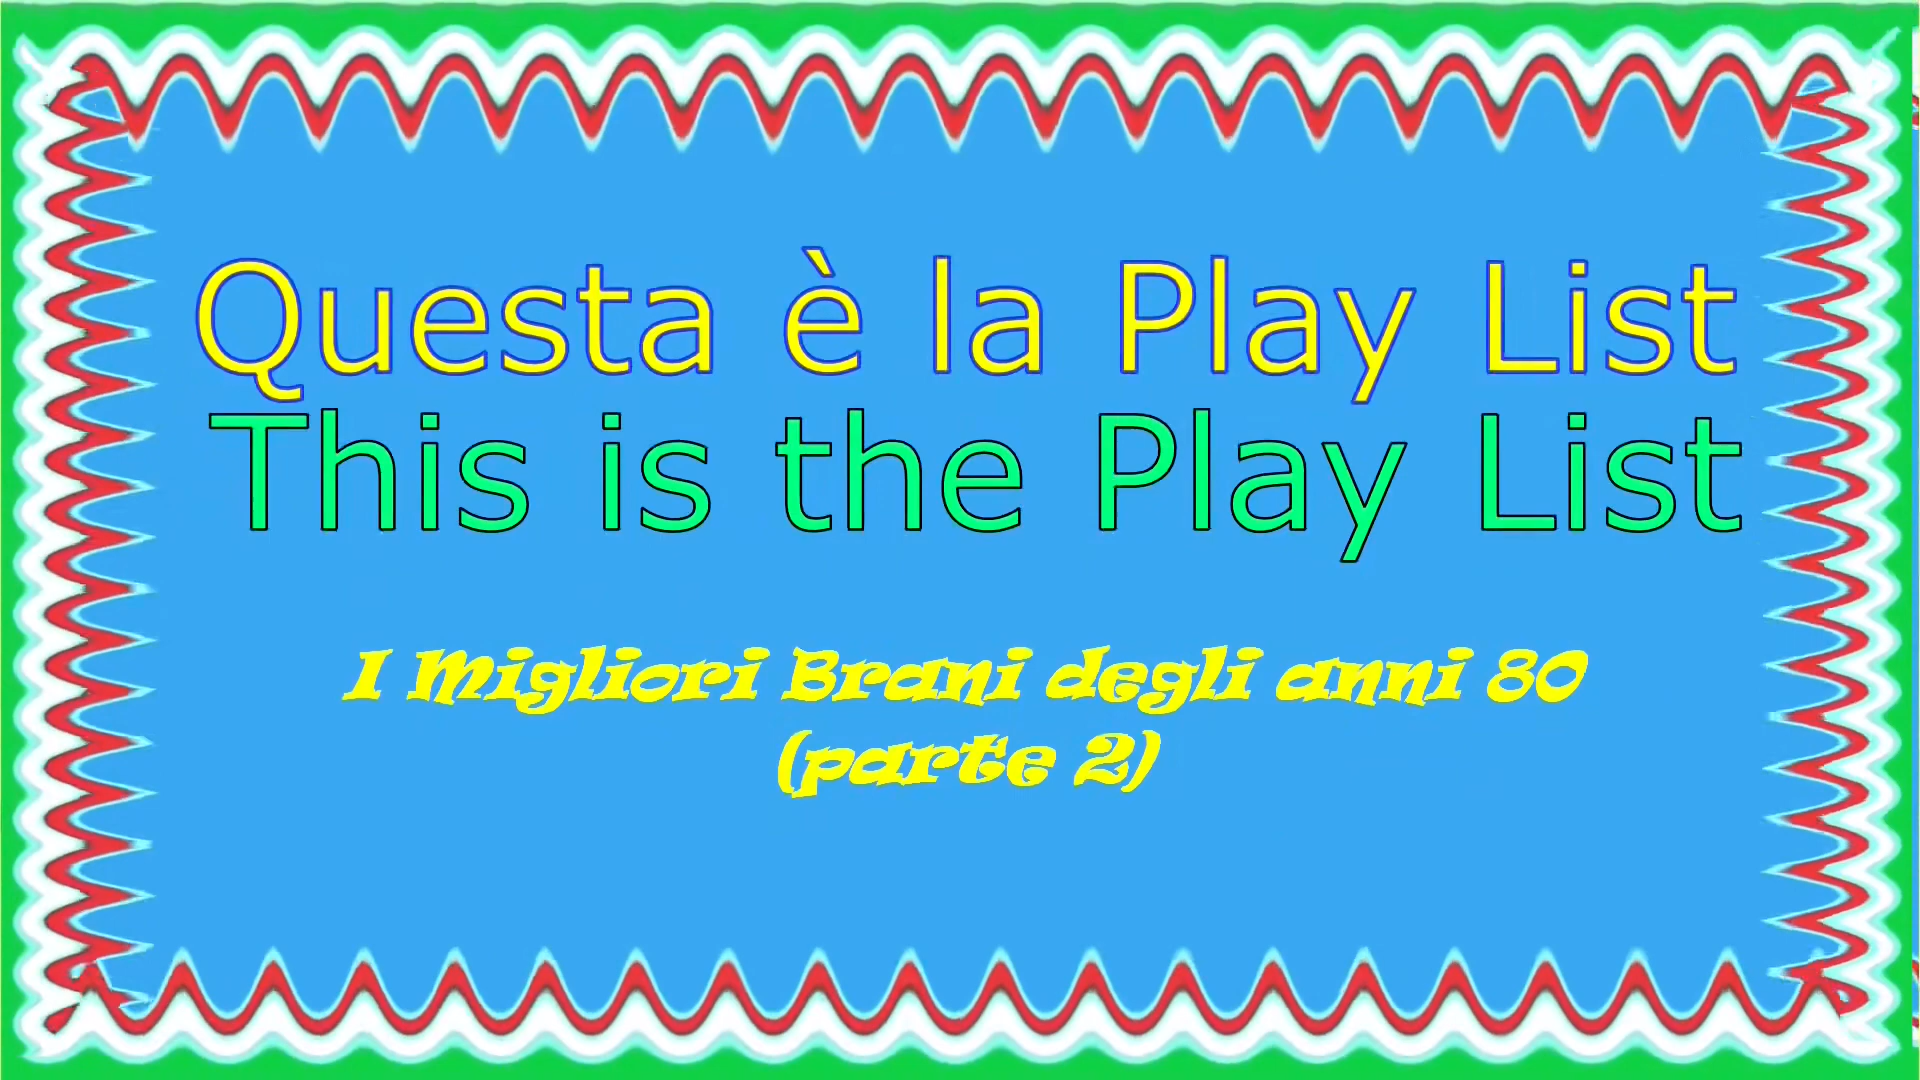 Questa è la Play List
This is the Play List
I Migliori Brani degli anni 80
(parte 2)